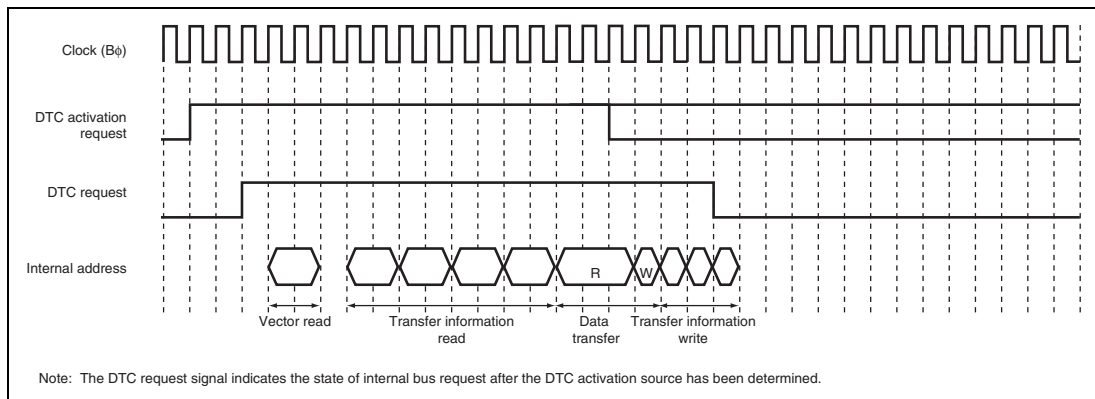 Clock (Bϕ)
DTC activation
request
DTC request
Internal address
R
W
Vector read
Transfer information
read
Data
transfer
Transfer information
write
Note: The DTC request signal indicates the state of internal bus request after the DTC activation source has been determined.